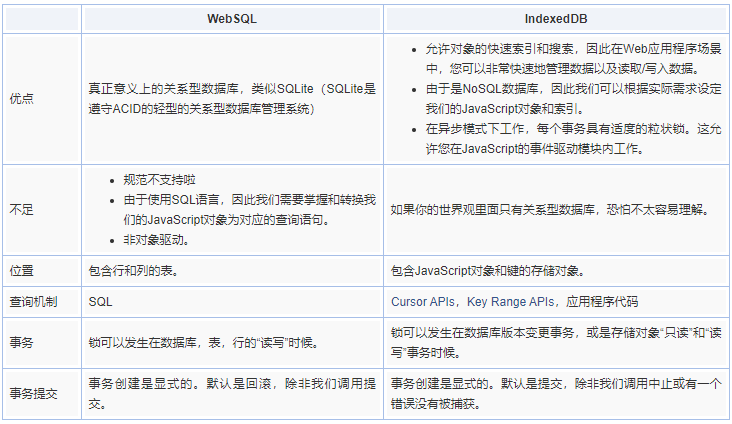 WebSQL
IndexedDB
优点
真正意义上的关系型数据库，类似SQLite（SQLite是
遵守ACID的轻型的关系型数据库管理系统）
允许对象的快速索引和搜索，因此在Web应用程序场景
中，您可以非常快速地管理数据以及读取/写入数据。
由于是NoSQL数据库，因此我们可以根据实际需求设定
我们的JavaScript对象和索引。
在异步模式下工作，每个事务具有适度的粒状锁。这允
许您在JavaScript的事件驱动模块内工作。
不足
规范不支持啦
由于使用SQL语言，因此我们需要掌握和转换我
们的JavaScript对象为对应的查询语句。
非对象驱动。
如果你的世界观里面只有关系型数据库，恐怕不太容易理解。
位置
包含行和列的表。
包含JavaScript对象和键的存储对象。
查询机制
SQL
Cursor APIs，Key Range APIs，应用程序代码
事务
锁可以发生在数据库，表，行的“读写”时候。
锁可以发生在数据库版本变更事务，或是存储对象“只读”和“读
写”事务时候。
事务提交
事务创建是显式的。默认是回滚，除非我们调用提
交。
事务创建是显式的。默认是提交，除非我们调用中止或有一个
错误没有被捕获。